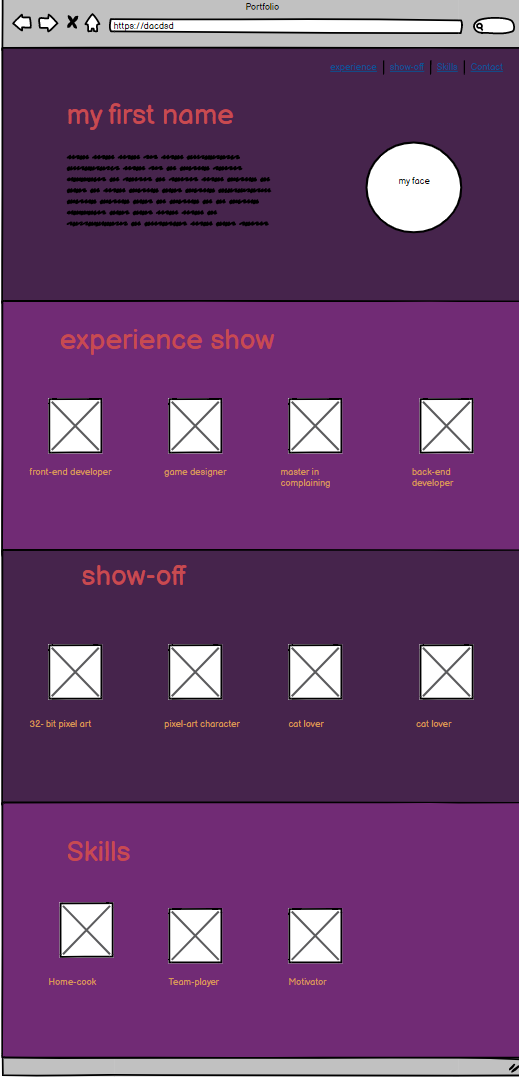 Portfolio
https://dacdsd
experience show-off Skills Contact
my first name
my face
experience show
front-end developer game designer master in complaining back-end developer
show-off
32- bit pixel art pixel-art character cat lover cat lover
Skills
Home-cook Team-player Motivator